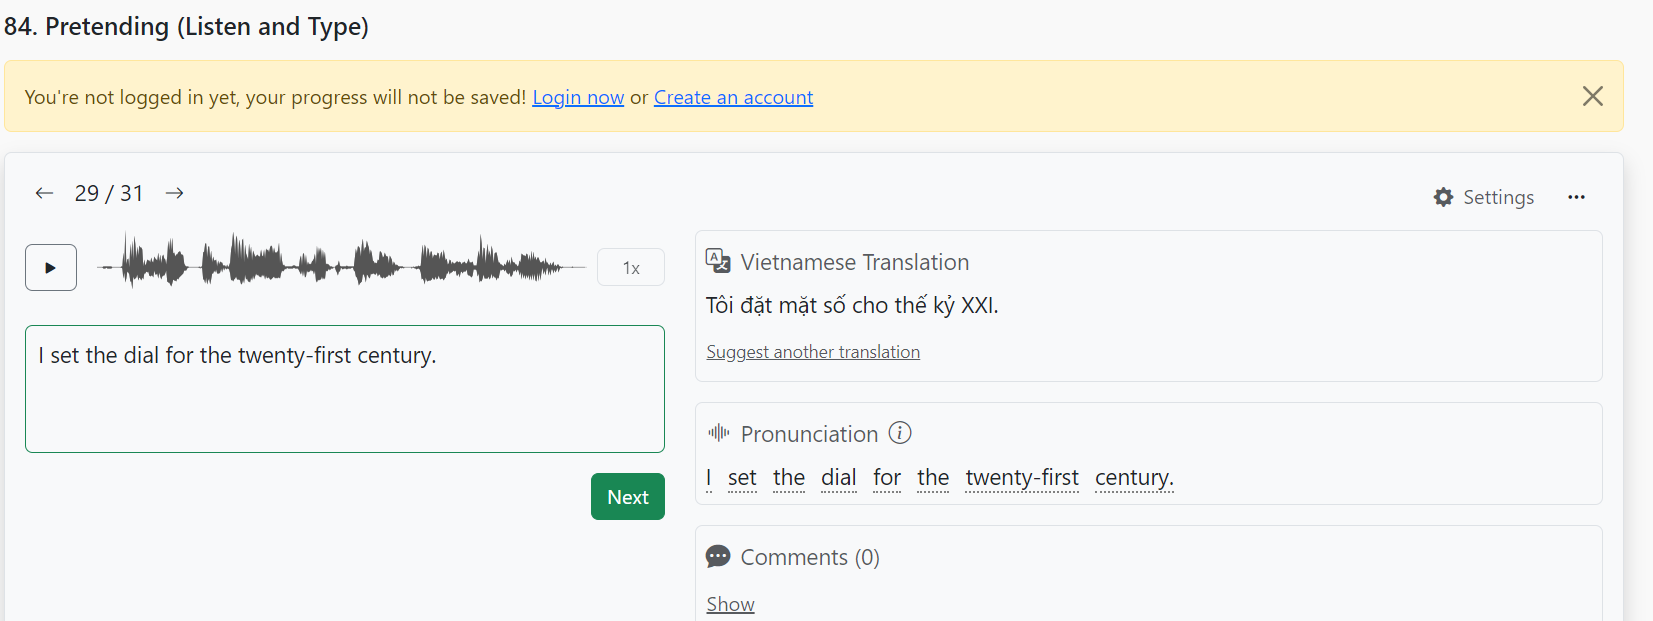 84. Pretending (Listen and Type)
You're not logged in yet, your progress will not be saved! Login now or Create an account
29 / 31
Settings
1x
I set the dial for the twenty-first century.
Next
Vietnamese Translation
Tôi đặt mặt số cho thế kỷ XXI.
Suggest another translation
Pronunciation
I set the dial for the twenty-first century.
Comments (0)
Show